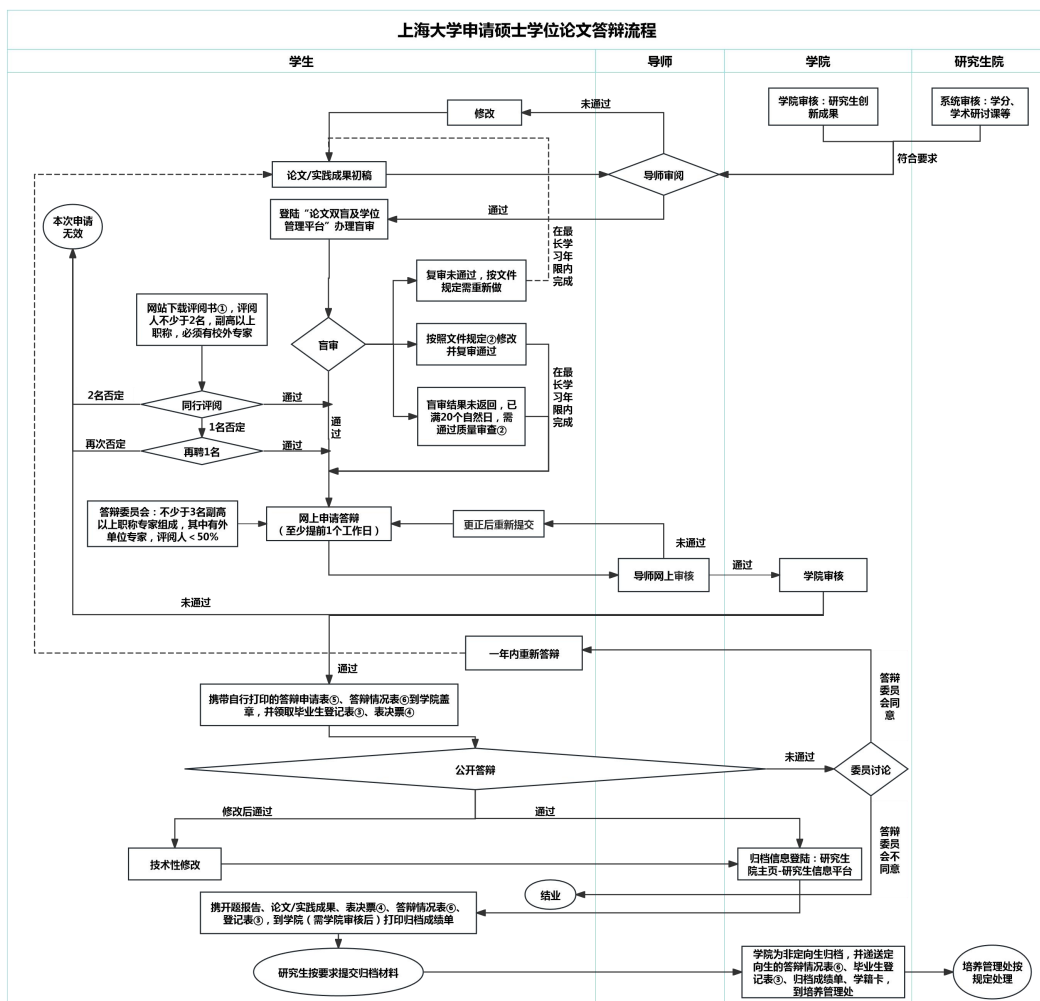 上海大学申请硕士学位论文答辩流程
学生
导师
学院
研究生院
未通过
修改
学院审核：研究生创
新成果
系统审核：学分、
学术研讨课等
符合要求
论文/实践成果初稿
导师审阅
通过
登陆“论文双盲及学位
管理平台”办理盲审
本次申请
无效
在最
长学
习年
限内
完成
复审未通过，按文件
规定需重新做
网站下载评阅书①，评阅
人不少于2名，副高以上
职称，必须有校外专家
盲审
按照文件规定②修改
并复审通过
在最
长学
习年
限内
完成
盲审结果未返回，已
满20个自然日，需
通过质量审查②
2名否定
同行评阅
通过
通
过
1名否定
再次否定
再聘1名
通过
答辩委员会：不少于3名副高
以上职称专家组成，其中有外
单位专家，评阅人＜50%
网上申请答辩
（至少提前1个工作日）
更正后重新提交
未通过
导师网上审核
通过
学院审核
未通过
一年内重新答辩
通过
答辩
委员
会同
意
携带自行打印的答辩申请表⑤、答辩情况表⑥到学院盖
章，并领取毕业生登记表③、表决票④
公开答辩
未通过
委员讨论
修改后通过
通过
答辩
委员
会不
同意
技术性修改
归档信息登陆：研究生
院主页-研究生信息平台
结业
携开题报告、论文/实践成果、表决票④、答辩情况表⑥、
登记表③，到学院（需学院审核后）打印归档成绩单
研究生按要求提交归档材料
学院为非定向生归档，并递送定
向生的答辩情况表⑥、毕业生登
记表③、归档成绩单、学籍卡，
到培养管理处
培养管理处按
规定处理